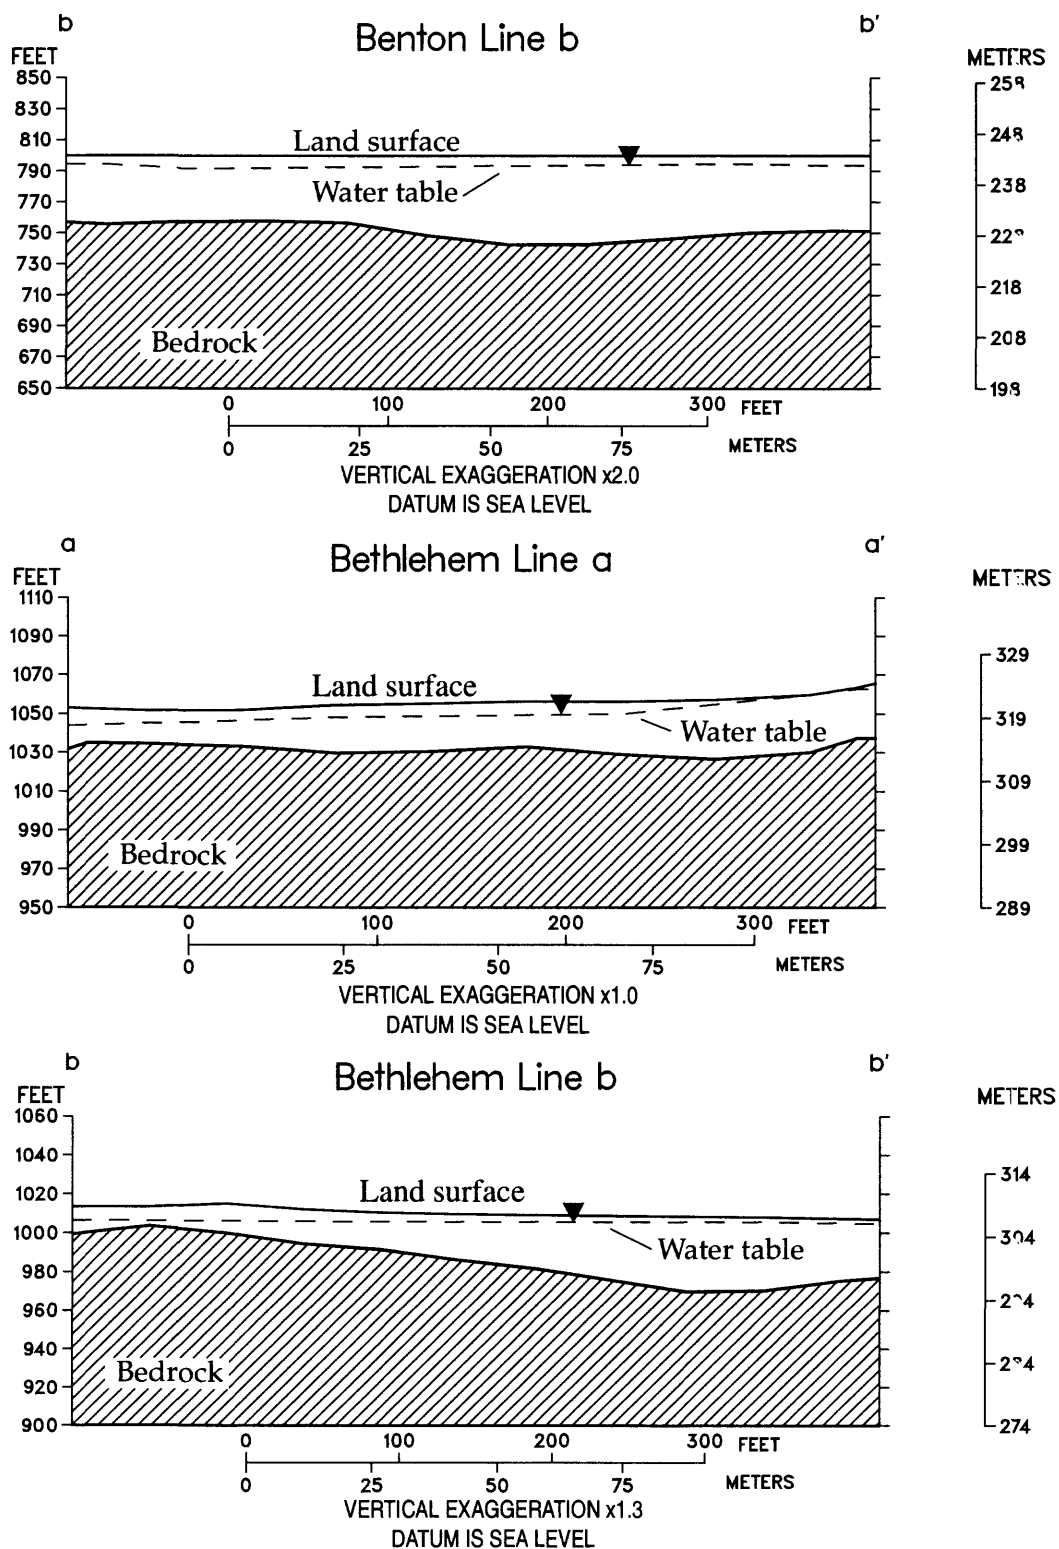 b b'
Benton Line b
FEET METERS
850
830
810
790
770
750
730
710
690
670
650
Land surface
Water table
Bedrock
248
238
218
208
198
0 100 200 300 FEET
0 25 50 75 METERS
VERTICAL EXAGGERATION x2.0
DATUM IS SEA LEVEL
a a'
Bethlehem Line a
FEET METERS
1110
1090
1070
1050
1030
1010
990
970
950
Land surface
Water table
Bedrock
329
319
309
299
289
0 100 200 300 FEET
0 25 50 75 METERS
VERTICAL EXAGGERATION x1.0
DATUM IS SEA LEVEL
b b'
Bethlehem Line b
FEET METERS
1060
1040
1020
1000
980
960
940
920
900
Land surface
Water table
Bedrock
314
304
274
0 100 200 300 FEET
0 25 50 75 METERS
VERTICAL EXAGGERATION x1.3
DATUM IS SEA LEVEL